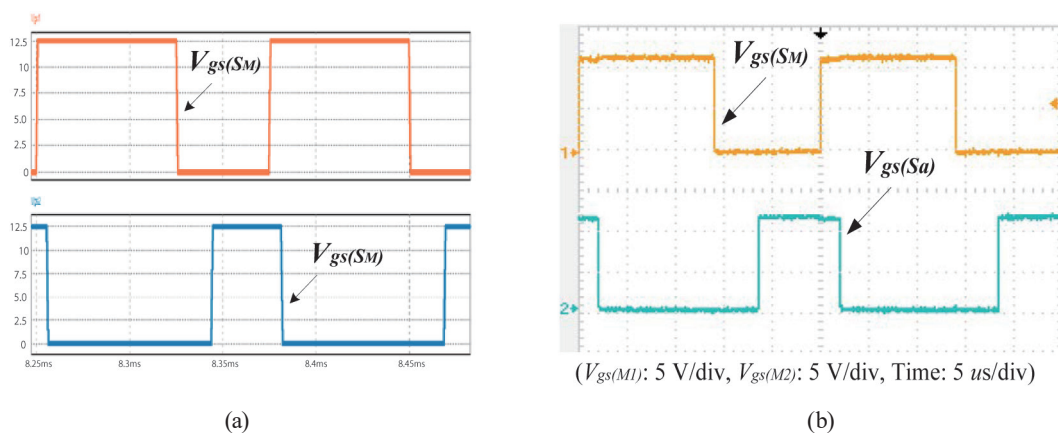 12.5
10
7.5
5.0
2.5
0
Vgs(SM)
12.5
10
7.5
5.0
2.5
0
Vgs(SM)
8.25ms 8.3ms 8.35ms 8.4ms 8.45ms
(a)
Vgs(SM)
1
Vgs(Sa)
2
(Vgs(M1): 5 V/div, Vgs(M2): 5 V/div, Time: 5 us/div)
(b)